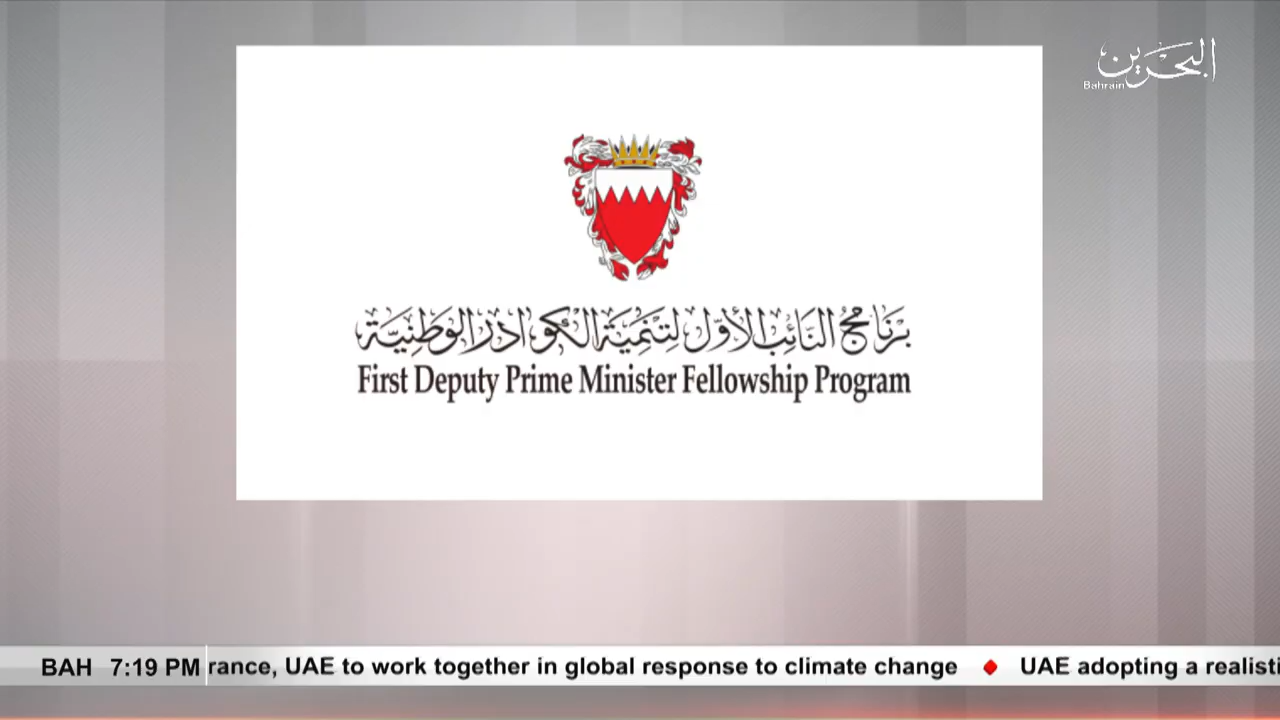 البحرين
Bahrain
برنامج النائب الأول لتنمية الكوادر الوطنية
First Deputy Prime Minister Fellowship Program
BAH 7:19 PM rance, UAE to work together in global response to climate change UAE adopting a realisti